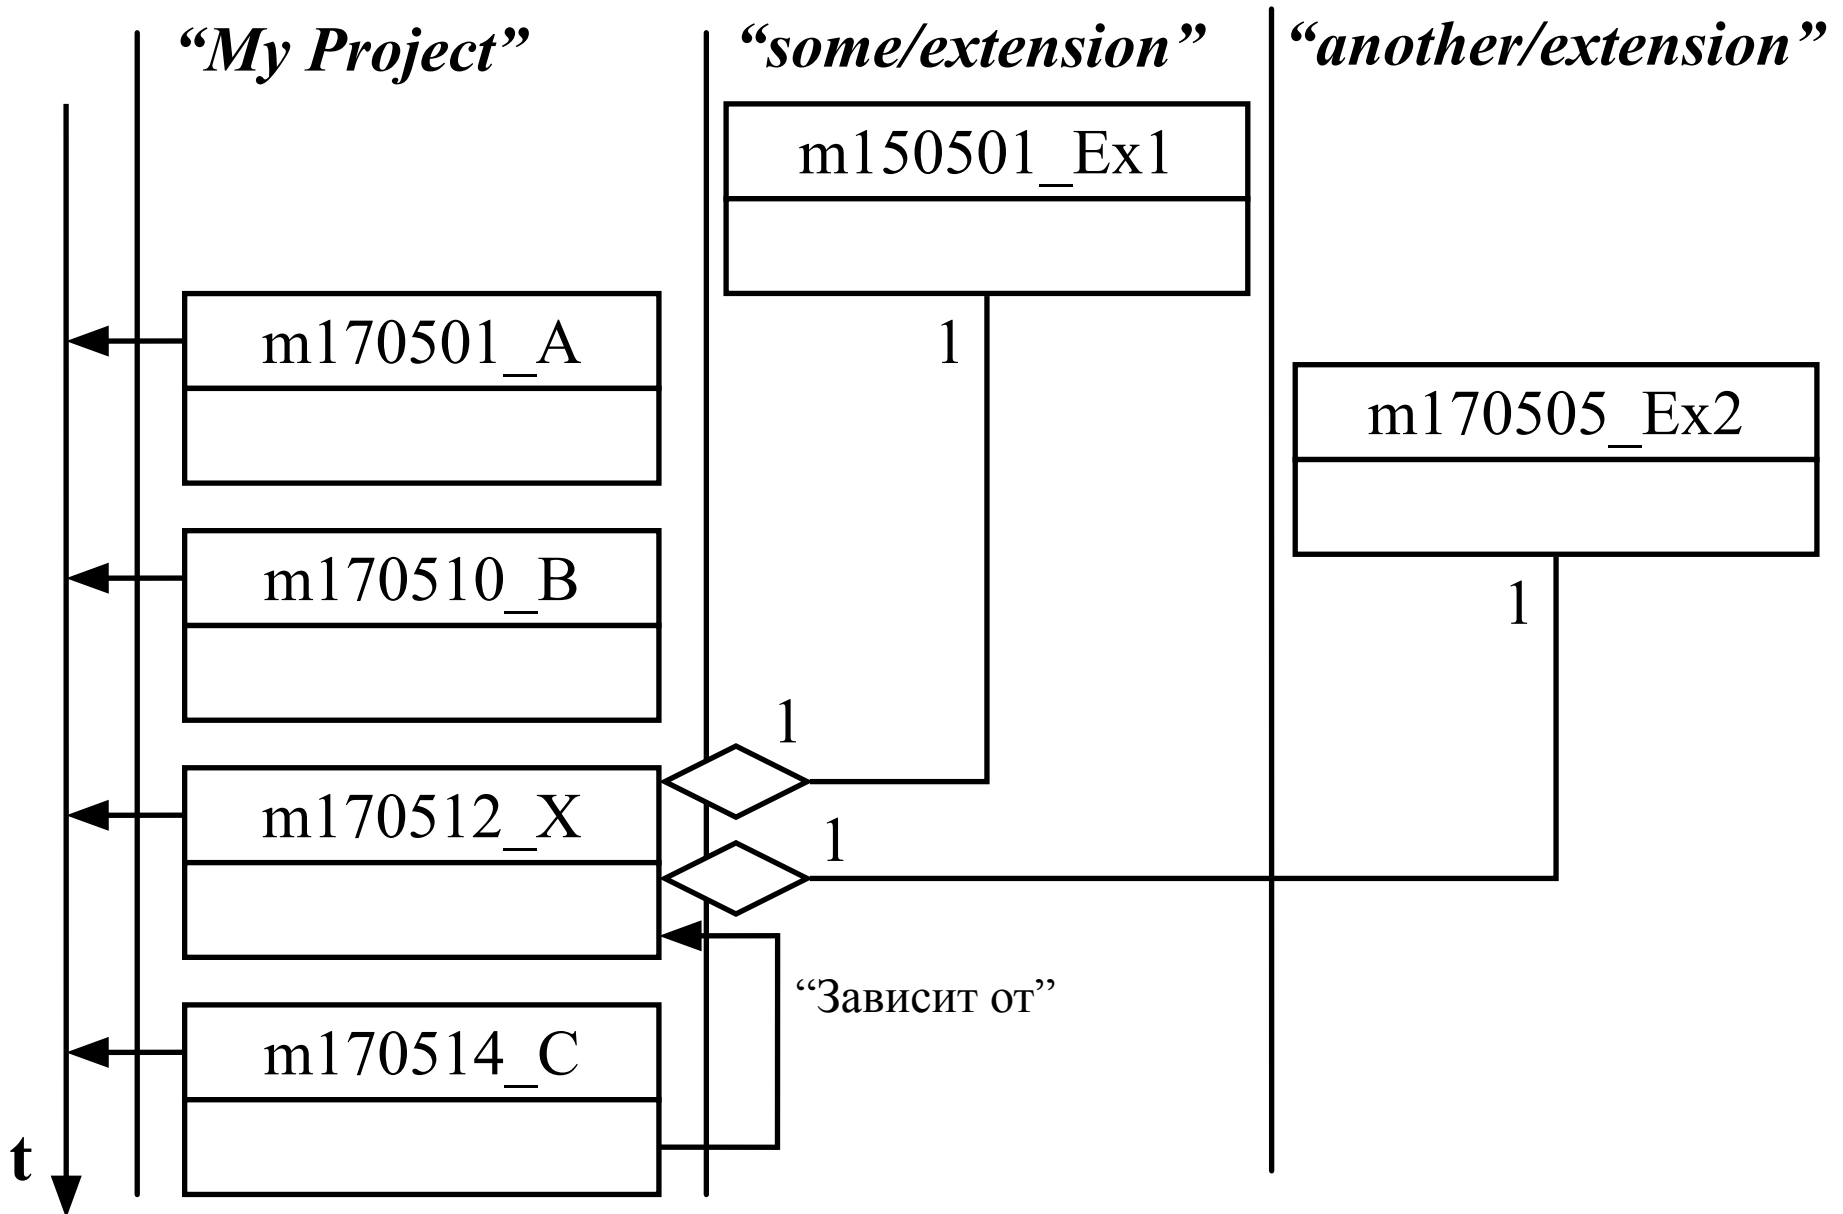 “My Project”
“some/extension”
“another/extension”
m150501_Ex1
m170501_A
1
m170505_Ex2
m170510_B
1
1
m170512_X
1
“Зависит от”
m170514_C
t